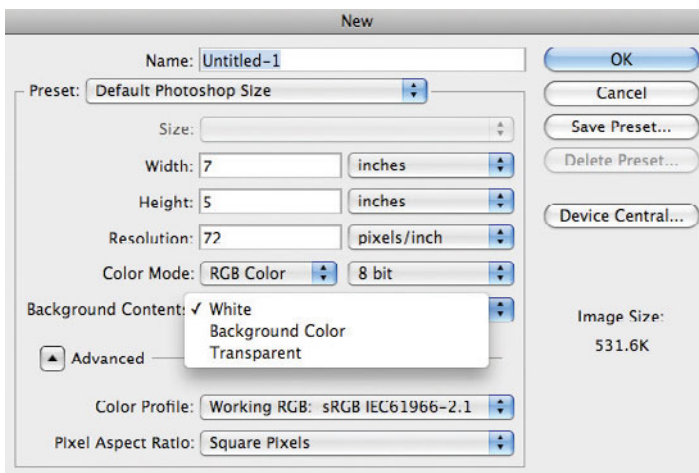 New
Name: Untitled-1
OK
Preset: Default Photoshop Size
Cancel
Size:
Save Preset...
Width: 7 inches
Delete Preset...
Height: 5 inches
Device Central...
Resolution: 72 pixels/inch
Color Mode: RGB Color 8 bit
Background Contents ✓ White
Background Color
Transparent
Image Size:
531.6K
Advanced
Color Profile: Working RGB: sRGB IEC61966-2.1
Pixel Aspect Ratio: Square Pixels